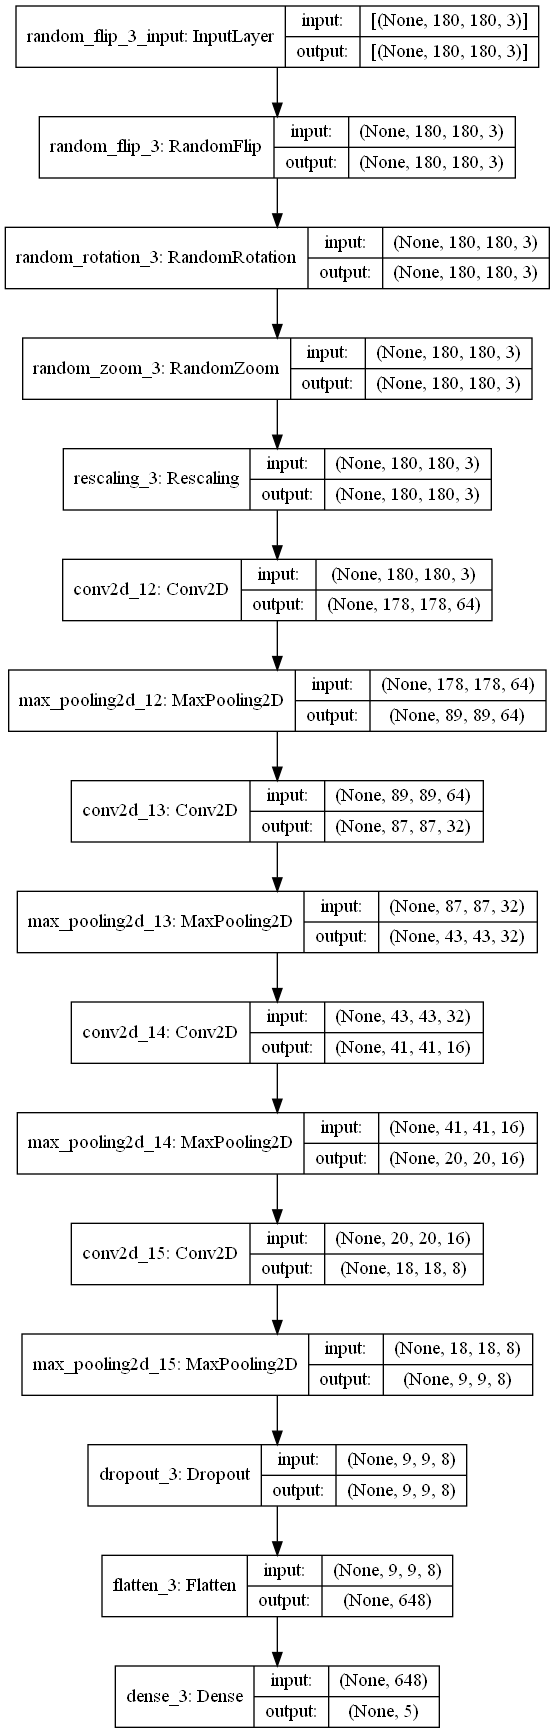 random_flip_3_input: InputLayer
input: [(None, 180, 180, 3)]
output: [(None, 180, 180, 3)]
random_flip_3: RandomFlip
input: (None, 180, 180, 3)
output: (None, 180, 180, 3)
random_rotation_3: RandomRotation
input: (None, 180, 180, 3)
output: (None, 180, 180, 3)
random_zoom_3: RandomZoom
input: (None, 180, 180, 3)
output: (None, 180, 180, 3)
rescaling_3: Rescaling
input: (None, 180, 180, 3)
output: (None, 180, 180, 3)
conv2d_12: Conv2D
input: (None, 180, 180, 3)
output: (None, 178, 178, 64)
max_pooling2d_12: MaxPooling2D
input: (None, 178, 178, 64)
output: (None, 89, 89, 64)
conv2d_13: Conv2D
input: (None, 89, 89, 64)
output: (None, 87, 87, 32)
max_pooling2d_13: MaxPooling2D
input: (None, 87, 87, 32)
output: (None, 43, 43, 32)
conv2d_14: Conv2D
input: (None, 43, 43, 32)
output: (None, 41, 41, 16)
max_pooling2d_14: MaxPooling2D
input: (None, 41, 41, 16)
output: (None, 20, 20, 16)
conv2d_15: Conv2D
input: (None, 20, 20, 16)
output: (None, 18, 18, 8)
max_pooling2d_15: MaxPooling2D
input: (None, 18, 18, 8)
output: (None, 9, 9, 8)
dropout_3: Dropout
input: (None, 9, 9, 8)
output: (None, 9, 9, 8)
flatten_3: Flatten
input: (None, 9, 9, 8)
output: (None, 648)
dense_3: Dense
input: (None, 648)
output: (None, 5)